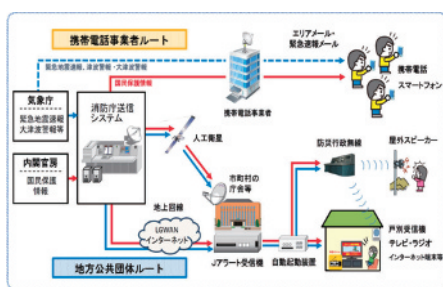 携帯電話事業者ルート
エリアメール・
緊急速報メール
緊急地震速報、津波警報・大津波警報
国民保護情報
気象庁
緊急地震速報
大津波警報等
消防庁送信
システム
携帯電話事業者
携帯電話
スマートフォン
人工衛星
内閣官房
国民保護
情報
市町村の
庁舎等
防災行政無線
屋外スピーカー
地上回線
LGWAN
インターネット
Jアラート受信機
自動起動装置
戸別受信機
テレビ・ラジオ
インターネット端末等
地方公共団体ルート